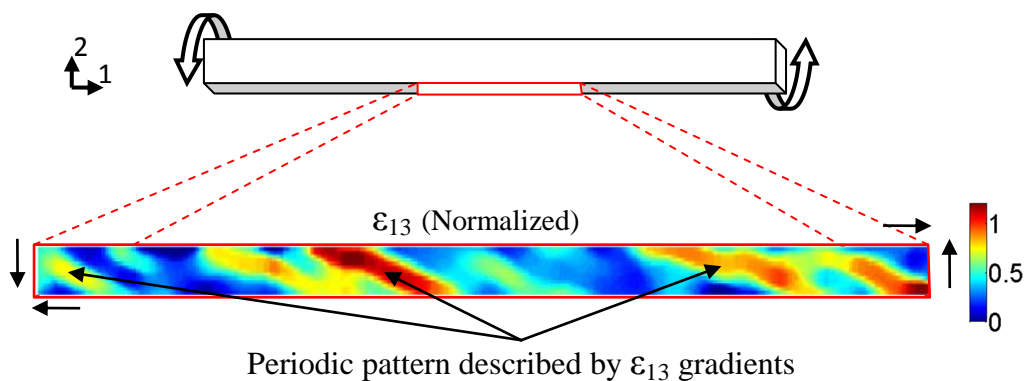 2
1
ε13 (Normalized)
1
0.5
0
Periodic pattern described by ε13 gradients